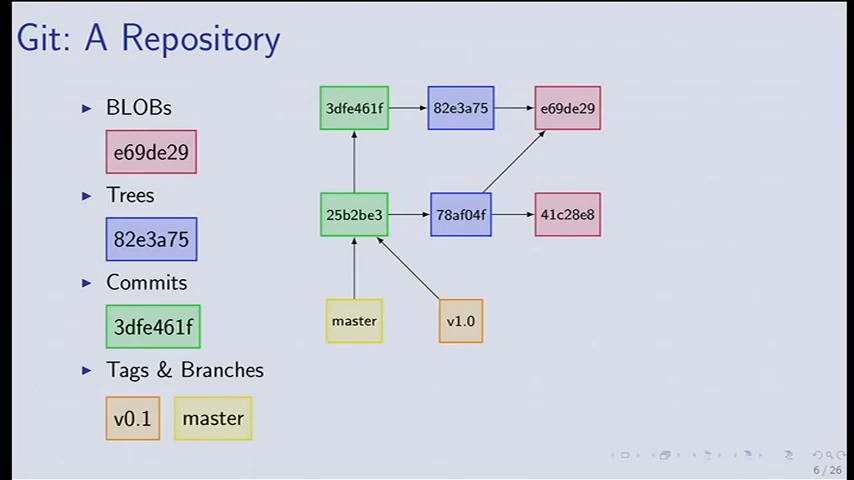 Git: A Repository
BLOBs
e69de29
Trees
82e3a75
Commits
3dfe461f
Tags & Branches
v0.1 master
3dfe461f 82e3a75 e69de29
25b2be3 78af04f 41c28e8
master v1.0
6 / 26